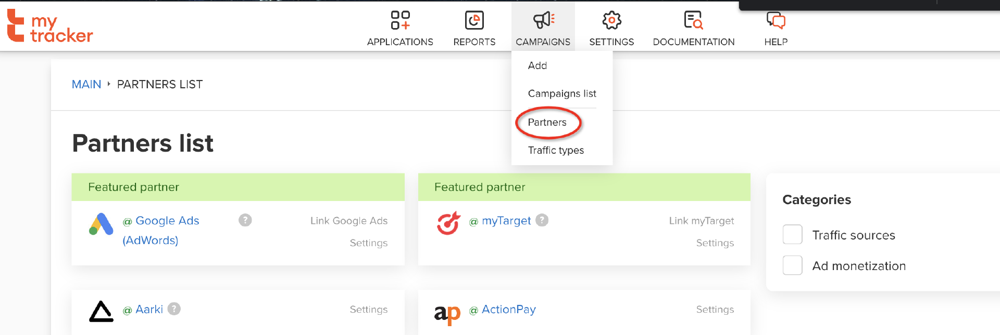 my
tracker
APPLICATIONS
REPORTS
CAMPAIGNS
SETTINGS
DOCUMENTATION
HELP
Add
Campaigns list
Partners
Traffic types
MAIN ▸ PARTNERS LIST
Partners list
Featured partner
@ Google Ads
(AdWords)
?
Link Google Ads
Settings
Featured partner
@ myTarget ?
Link myTarget
Settings
Categories
Traffic sources
Ad monetization
@ Aarki ?
Settings
ap
@ ActionPay
Settings